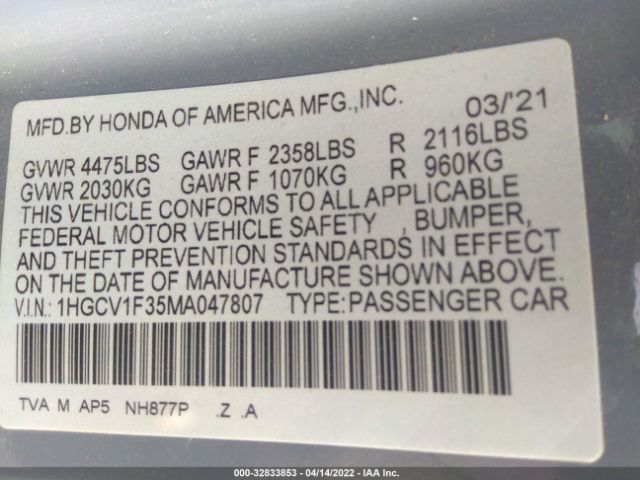 MFD.BY HONDA OF AMERICA MFG.,INC. 03/'21
GVWR 4475LBS GAWR F 2358LBS R 2116LBS
GVWR 2030KG GAWR F 1070KG R 960KG
THIS VEHICLE CONFORMS TO ALL APPLICABLE
FEDERAL MOTOR VEHICLE SAFETY , BUMPER,
AND THEFT PREVENTION STANDARDS IN EFFECT
ON THE DATE OF MANUFACTURE SHOWN ABOVE.
V.I.N.: 1HGCV1F35MA047807 TYPE:PASSENGER CAR
TVA M AP5 NH877P .Z .A
000-32833853 - 04/14/2022 - IAA Inc.